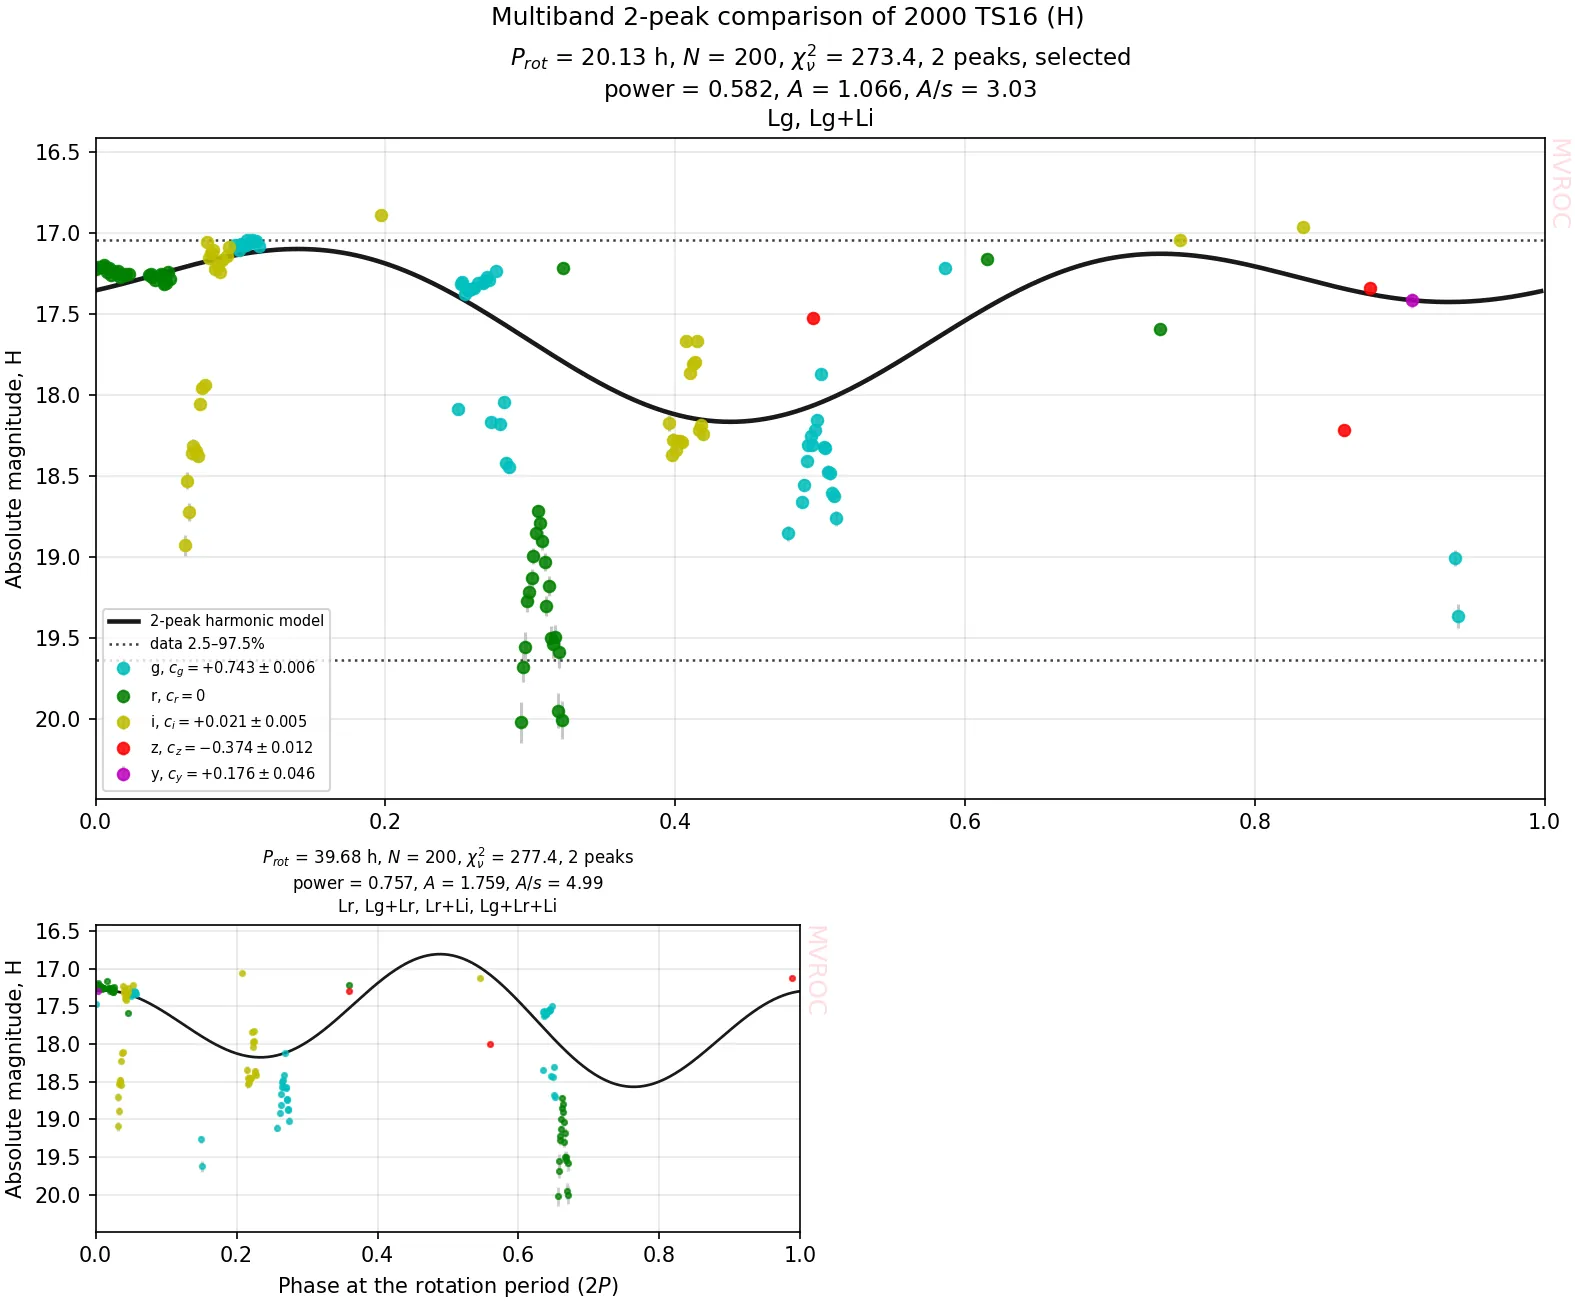 Multiband 2-peak comparison of 2000 TS16 (H)
P_rot = 20.13 h, N = 200, χ²_ν = 273.4, 2 peaks, selected
power = 0.582, A = 1.066, A/s = 3.03
Lg, Lg+Li
MVROC
Absolute magnitude, H
16.5
17.0
17.5
18.0
18.5
19.0
19.5
20.0
2-peak harmonic model
data 2.5–97.5%
g, c_g = +0.743 ± 0.006
r, c_r = 0
i, c_i = +0.021 ± 0.005
z, c_z = −0.374 ± 0.012
y, c_y = +0.176 ± 0.046
0.0 0.2 0.4 0.6 0.8 1.0
P_rot = 39.68 h, N = 200, χ²_ν = 277.4, 2 peaks
power = 0.757, A = 1.759, A/s = 4.99
Lr, Lg+Lr, Lr+Li, Lg+Lr+Li
MVROC
Absolute magnitude, H
16.5
17.0
17.5
18.0
18.5
19.0
19.5
20.0
0.0 0.2 0.4 0.6 0.8 1.0
Phase at the rotation period (2P)